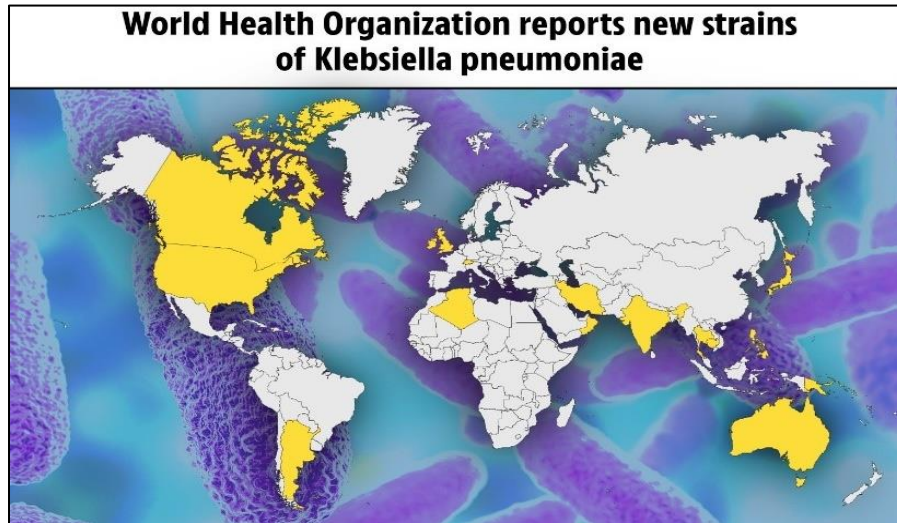 World Health Organization reports new strains
of Klebsiella pneumoniae